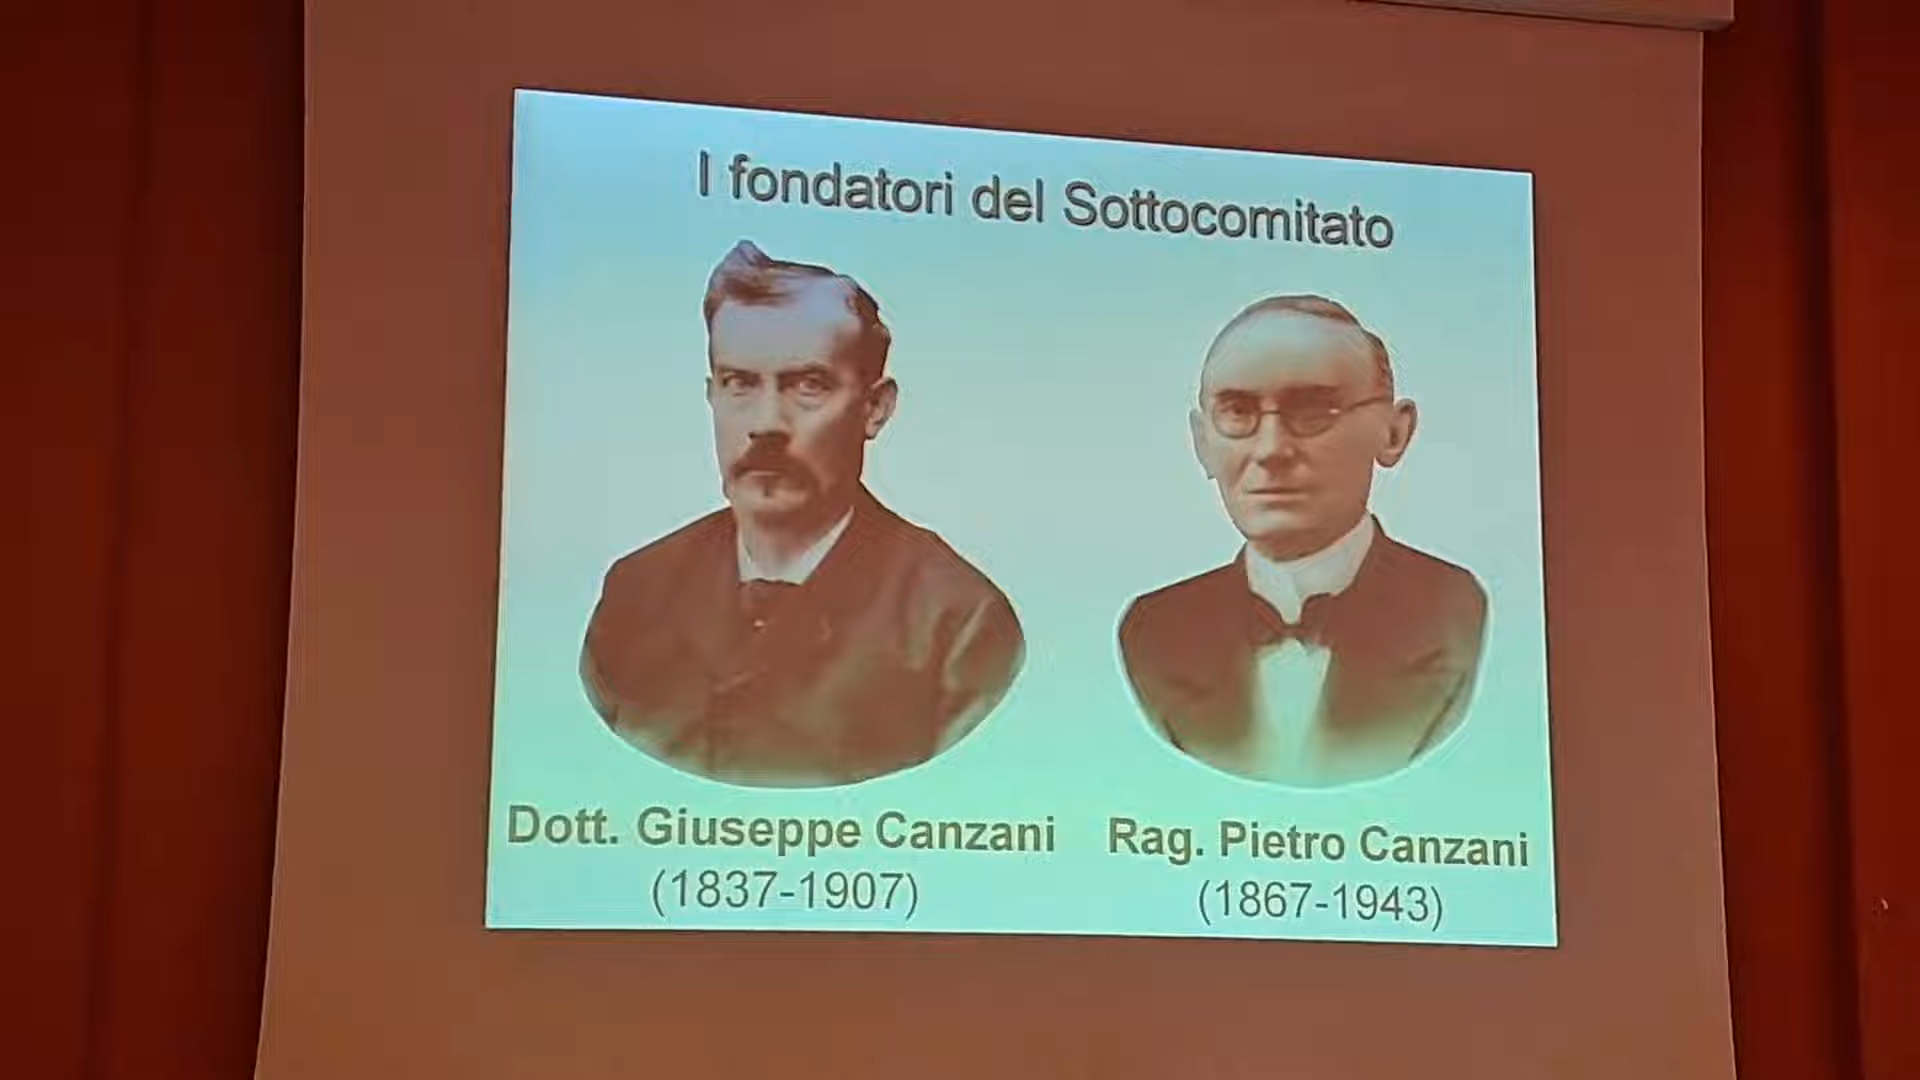 I fondatori del Sottocomitato
Dott. Giuseppe Canzani
(1837-1907)
Rag. Pietro Canzani
(1867-1943)